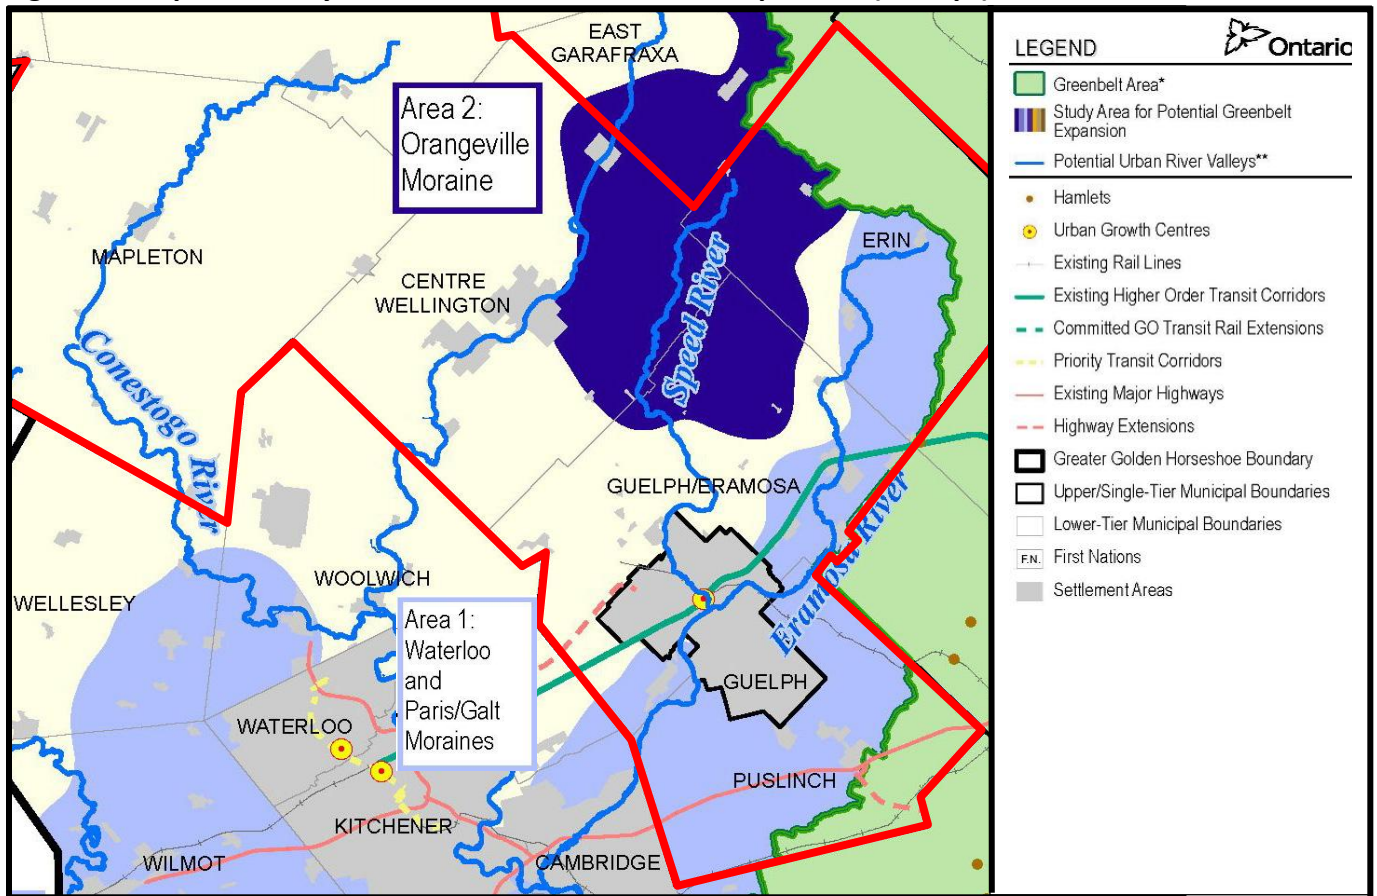 EAST
GARAFRAXA
Area 2:
Orangeville
Moraine
MAPLETON
CENTRE
WELLINGTON
ERIN
Speed River
Conestogo River
GUELPH/ERAMOSA
Eramosa River
WOOLWICH
WELLESLEY
Area 1:
Waterloo
and
Paris/Galt
Moraines
GUELPH
WATERLOO
PUSLINCH
KITCHENER
WILMOT
CAMBRIDGE
LEGEND
Ontario
Greenbelt Area*
Study Area for Potential Greenbelt
Expansion
Potential Urban River Valleys**
Hamlets
Urban Growth Centres
Existing Rail Lines
Existing Higher Order Transit Corridors
Committed GO Transit Rail Extensions
Priority Transit Corridors
Existing Major Highways
Highway Extensions
Greater Golden Horseshoe Boundary
Upper/Single-Tier Municipal Boundaries
Lower-Tier Municipal Boundaries
F.N. First Nations
Settlement Areas